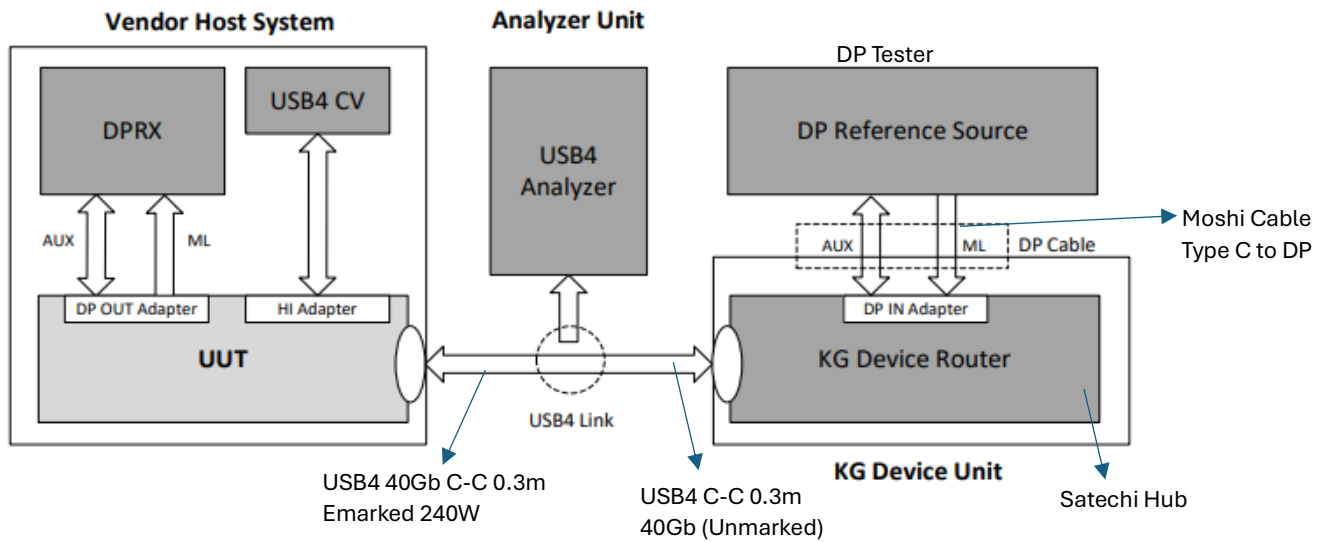 Vendor Host System
Analyzer Unit
DP Tester
DPRX
USB4 CV
USB4
Analyzer
DP Reference Source
AUX
ML
AUX
ML
DP Cable
Moshi Cable
Type C to DP
DP OUT Adapter
HI Adapter
DP IN Adapter
UUT
KG Device Router
USB4 Link
KG Device Unit
USB4 40Gb C-C 0.3m
Emarked 240W
USB4 C-C 0.3m
40Gb (Unmarked)
Satechi Hub